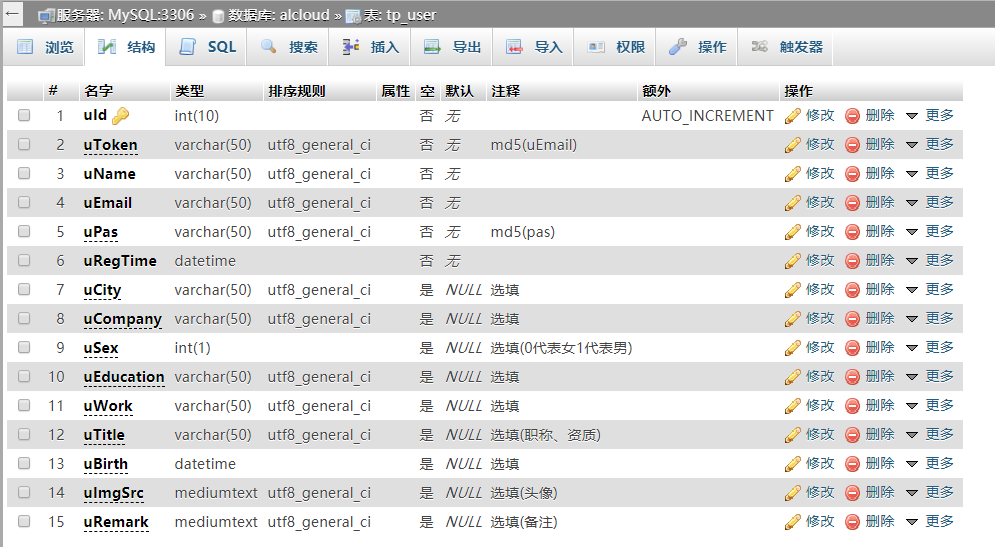 服务器: MySQL:3306 » 数据库: alcloud » 表: tp_user
浏览 结构 SQL 搜索 插入 导出 导入 权限 操作 触发器
# 名字 类型 排序规则 属性 空 默认 注释 额外 操作
1 uId int(10) 否 无 AUTO_INCREMENT 修改 删除 更多
2 uToken varchar(50) utf8_general_ci 否 无 md5(uEmail) 修改 删除 更多
3 uName varchar(50) utf8_general_ci 否 无 修改 删除 更多
4 uEmail varchar(50) utf8_general_ci 否 无 修改 删除 更多
5 uPas varchar(50) utf8_general_ci 否 无 md5(pas) 修改 删除 更多
6 uRegTime datetime 否 无 修改 删除 更多
7 uCity varchar(50) utf8_general_ci 是 NULL 选填 修改 删除 更多
8 uCompany varchar(50) utf8_general_ci 是 NULL 选填 修改 删除 更多
9 uSex int(1) 是 NULL 选填(0代表女1代表男) 修改 删除 更多
10 uEducation varchar(50) utf8_general_ci 是 NULL 选填 修改 删除 更多
11 uWork varchar(50) utf8_general_ci 是 NULL 选填 修改 删除 更多
12 uTitle varchar(50) utf8_general_ci 是 NULL 选填(职称、资质) 修改 删除 更多
13 uBirth datetime 是 NULL 选填 修改 删除 更多
14 uImgSrc mediumtext utf8_general_ci 是 NULL 选填(头像) 修改 删除 更多
15 uRemark mediumtext utf8_general_ci 是 NULL 选填(备注) 修改 删除 更多